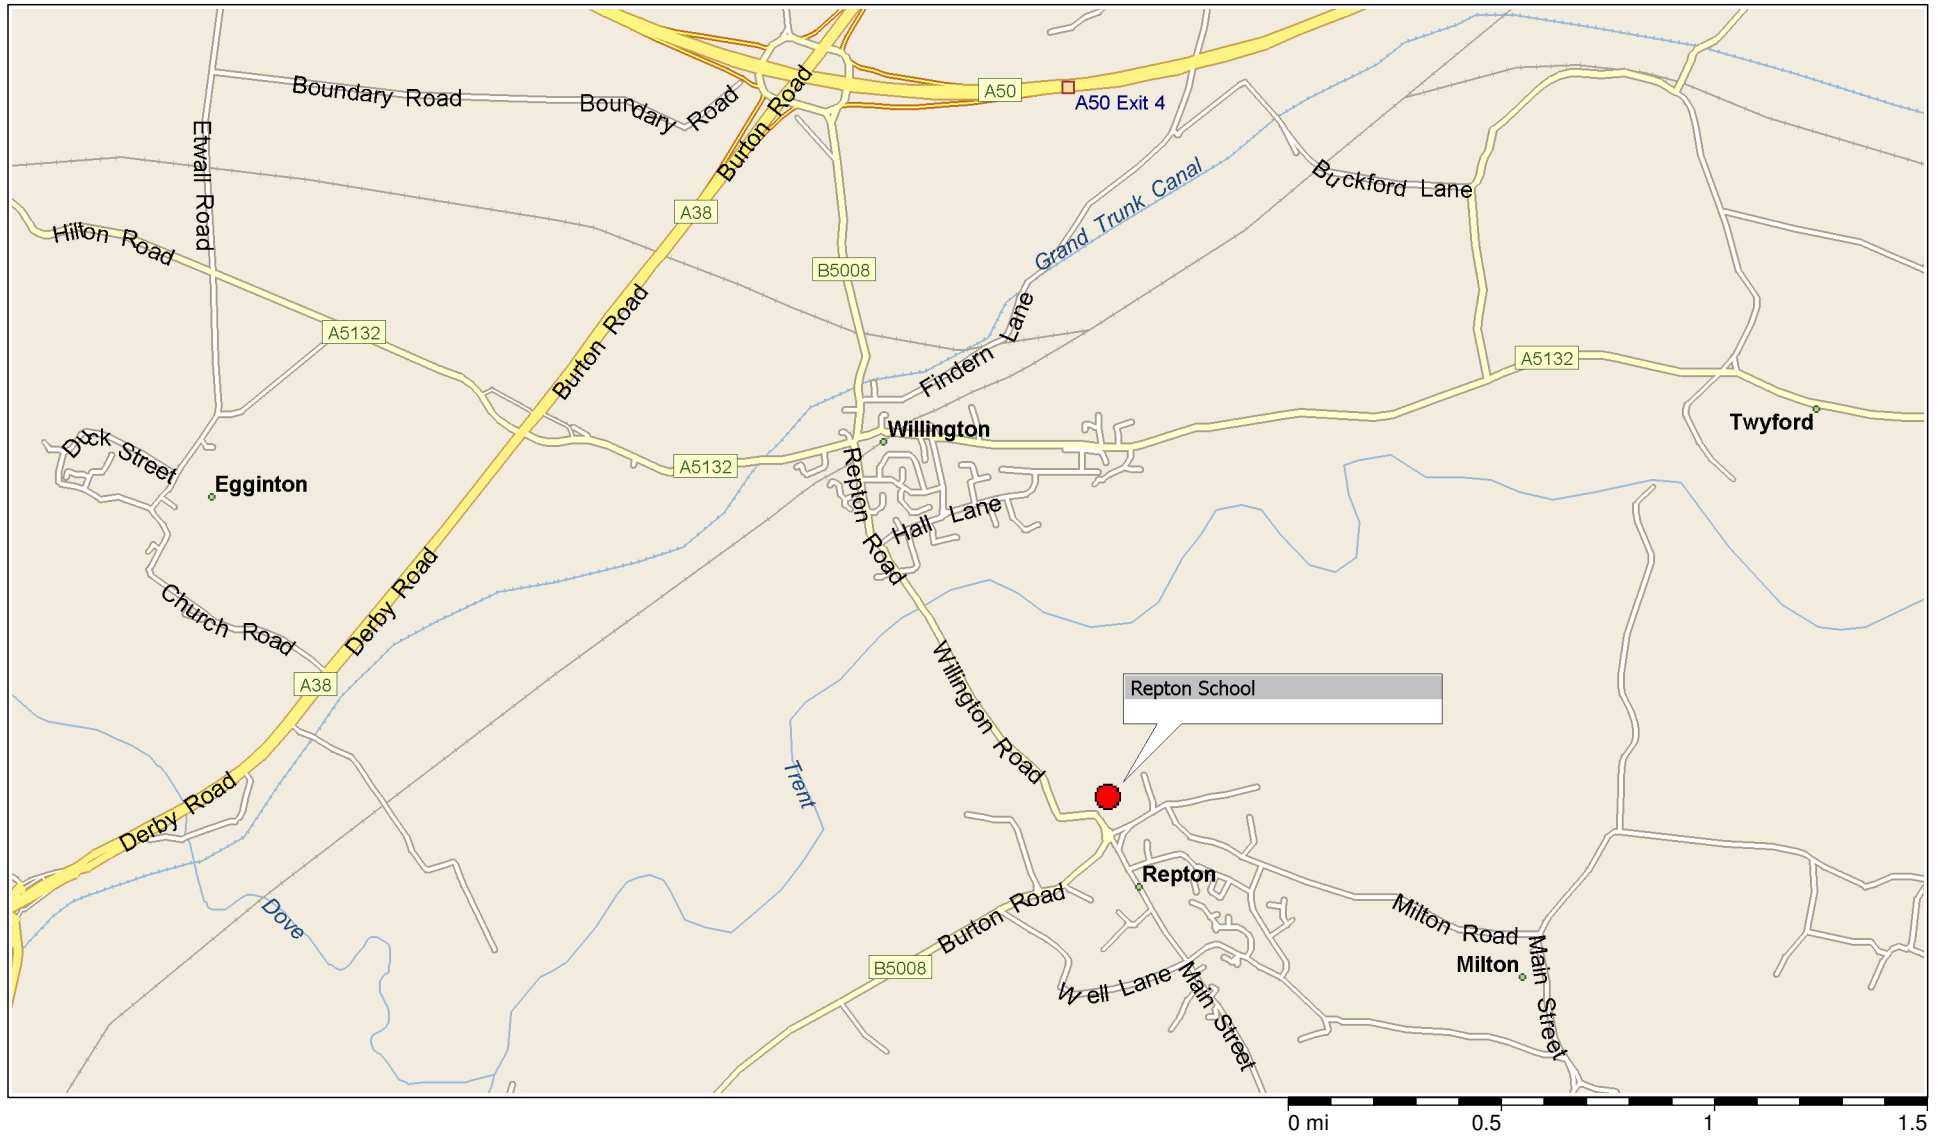 Boundary Road
Boundary Road
Burton Road
A50
A50 Exit 4
Etwall Road
Hilton Road
A38
Grand Trunk Canal
Buckford Lane
B5008
A5132
Burton Road
Burton Road
Findern Lane
A5132
Twyford
Willington
Duck Street
Egginton
A5132
Repton Road
Hall Lane
Derby Road
Church Road
A38
Willington Road
Repton School
Trent
Derby Road
Repton
Burton Road
Milton Road
Dove
B5008
Well Lane
Main Street
Milton
Main Street
0 mi 0.5 1 1.5